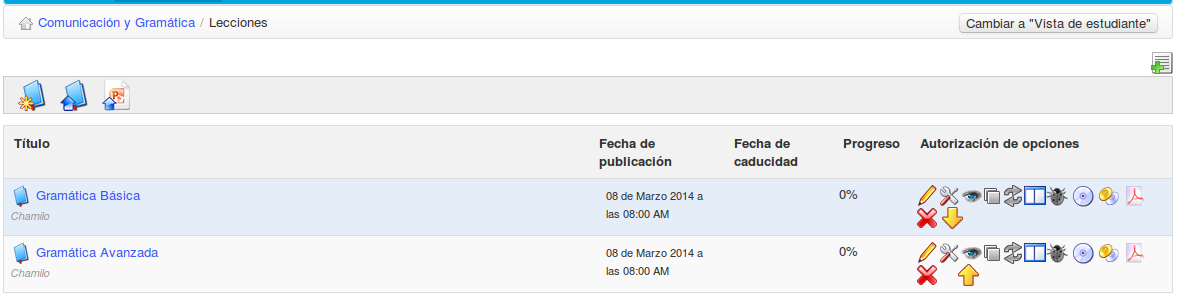 Comunicación y Gramática / Lecciones
Cambiar a "Vista de estudiante"
Título
Fecha de publicación
Fecha de caducidad
Progreso
Autorización de opciones
Gramática Básica
Chamilo
08 de Marzo 2014 a
las 08:00 AM
0%
Gramática Avanzada
Chamilo
08 de Marzo 2014 a
las 08:00 AM
0%